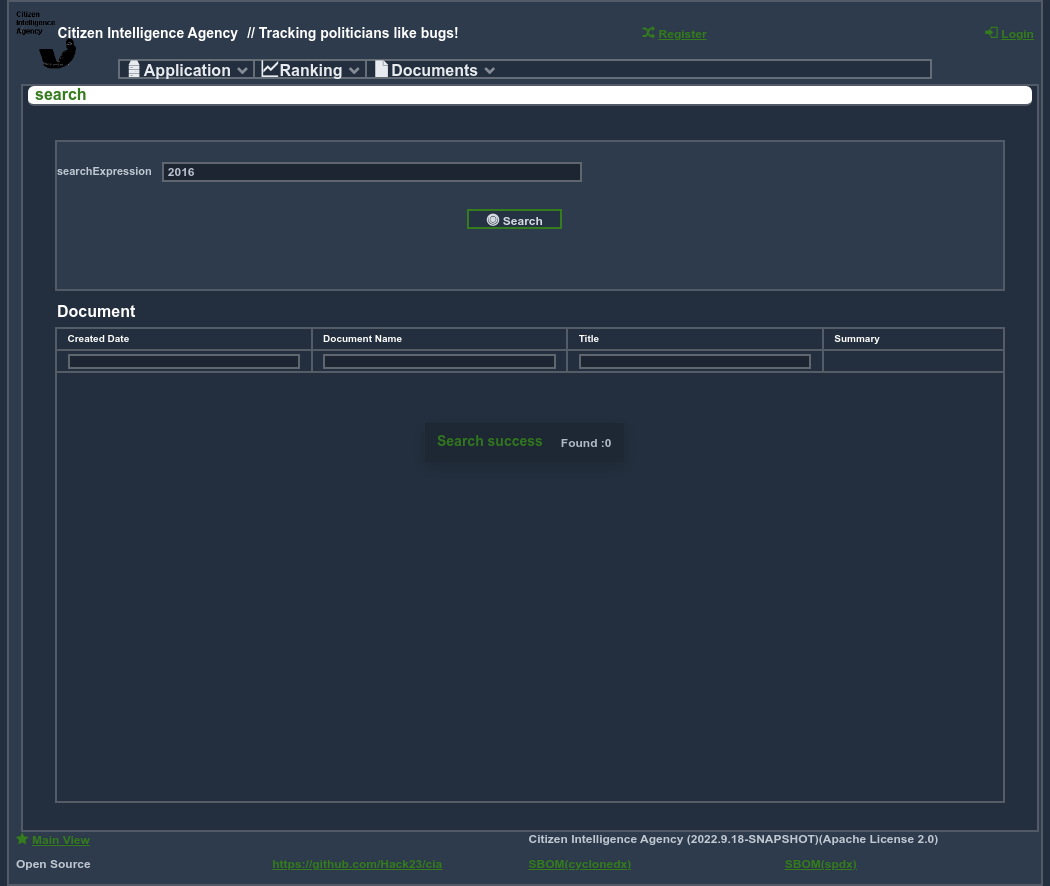 Citizen
Intelligence
Agency
Citizen Intelligence Agency // Tracking politicians like bugs!
Register
Login
Application
Ranking
Documents
search
searchExpression
2016
Search
Document
Created Date
Document Name
Title
Summary
Search success
Found :0
Main View
Citizen Intelligence Agency (2022.9.18-SNAPSHOT)(Apache License 2.0)
Open Source
https://github.com/Hack23/cia
SBOM(cyclonedx)
SBOM(spdx)